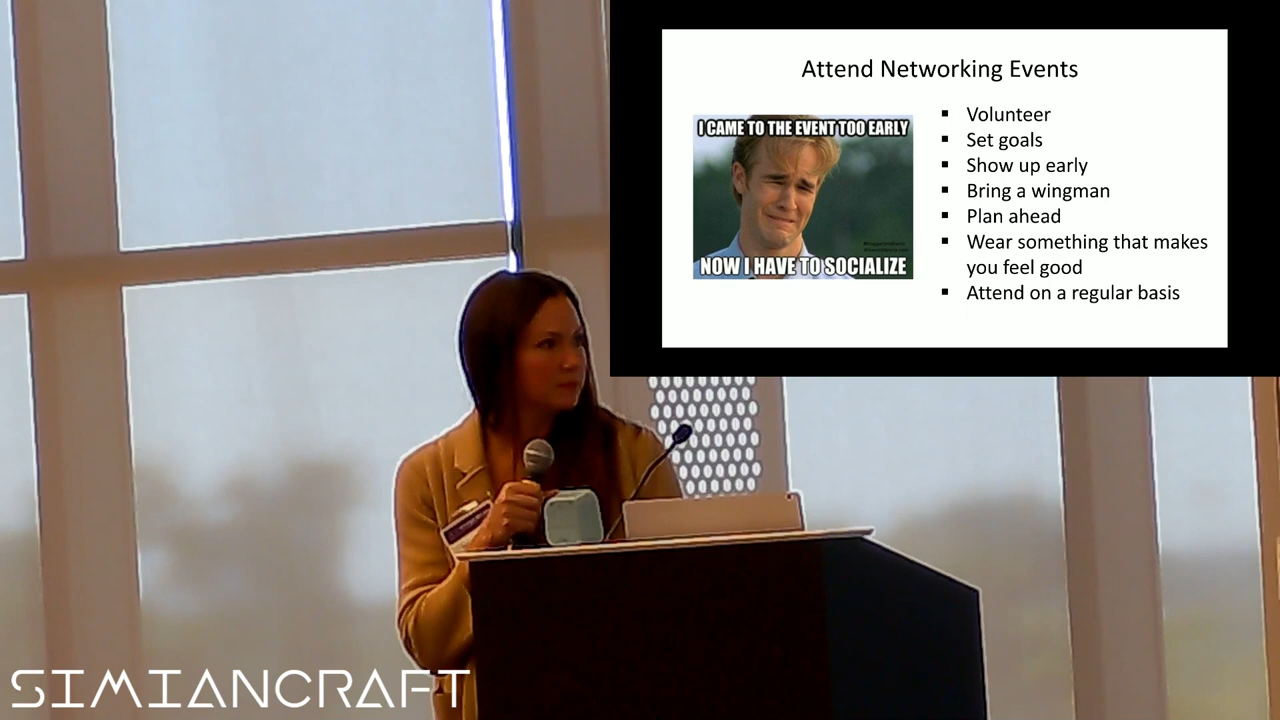 Attend Networking Events
I CAME TO THE EVENT TOO EARLY
NOW I HAVE TO SOCIALIZE
▪ Volunteer
▪ Set goals
▪ Show up early
▪ Bring a wingman
▪ Plan ahead
▪ Wear something that makes
you feel good
▪ Attend on a regular basis
SIMIANCRAFT